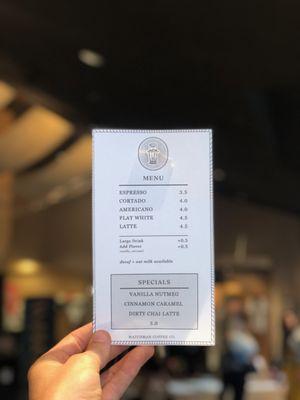 MENU
ESPRESSO 3.5
CORTADO 4.0
AMERICANO 4.0
FLAT WHITE 4.5
LATTE 4.5
Large Drink +0.5
Add Flavor +0.5
decaf + oat milk available
SPECIALS
VANILLA NUTMEG
CINNAMON CARAMEL
DIRTY CHAI LATTE
5.0
COFFEE CO.